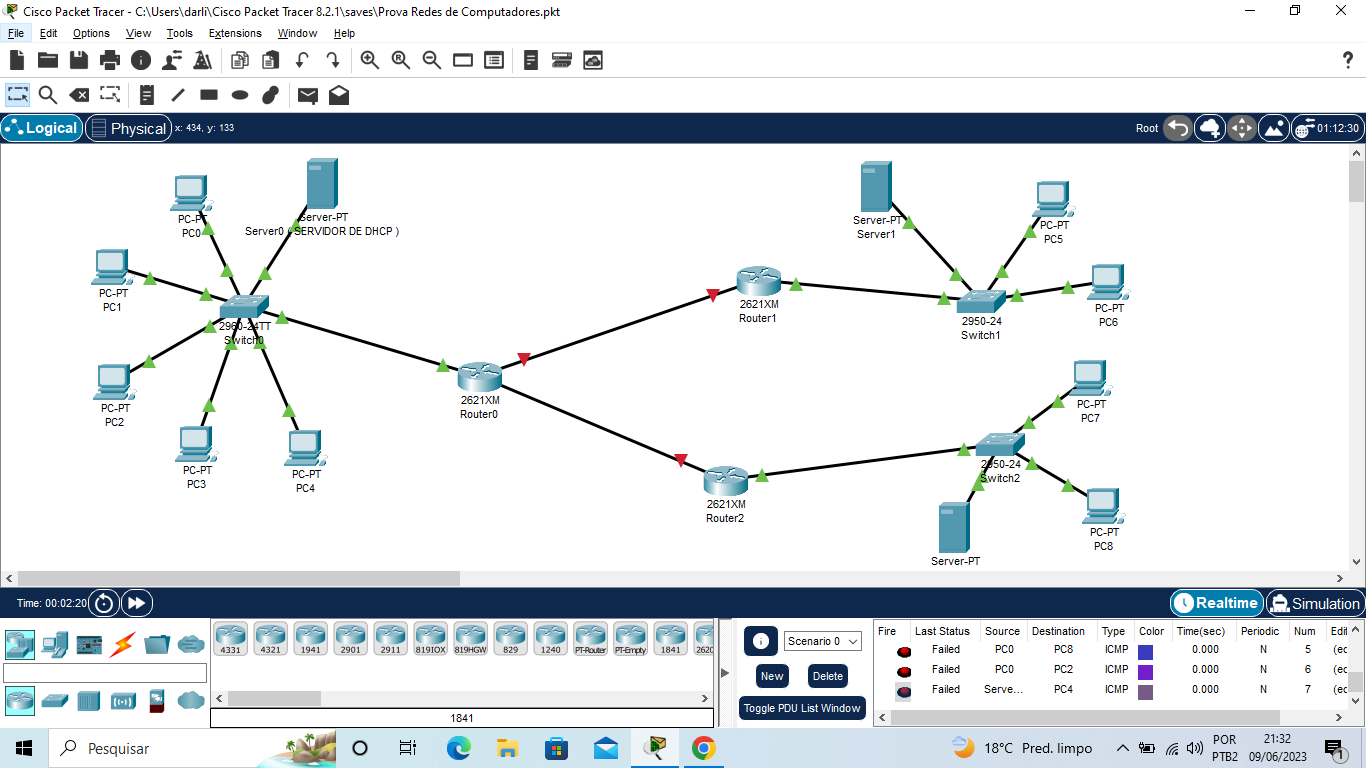 Cisco Packet Tracer - C:\Users\darli\Cisco Packet Tracer 8.2.1\saves\Prova Redes de Computadores.pkt
File Edit Options View Tools Extensions Window Help
Logical Physical x: 434, y: 133 Root 01:12:30
PC-PT
PC0
Server-PT
Server0 ( SERVIDOR DE DHCP )
PC-PT
PC1
2960-24TT
Switch0
PC-PT
PC2
PC-PT
PC3
PC-PT
PC4
2621XM
Router0
2621XM
Router1
Server-PT
Server1
PC-PT
PC5
PC-PT
PC6
2950-24
Switch1
PC-PT
PC7
2950-24
Switch2
2621XM
Router2
PC-PT
PC8
Server-PT
Time: 00:02:20 Realtime Simulation
4331 4321 1941 2901 2911 819IOX 819HGW 829 1240 PT-Router PT-Empty 1841 2620
1841
Scenario 0
New Delete
Toggle PDU List Window
Fire Last Status Source Destination Type Color Time(sec) Periodic Num Edit
Failed PC0 PC8 ICMP 0.000 N 5 (ec
Failed PC0 PC2 ICMP 0.000 N 6 (ec
Failed Serve... PC4 ICMP 0.000 N 7 (ec
Pesquisar 18°C Pred. limpo POR 21:32
PTB2 09/06/2023 1